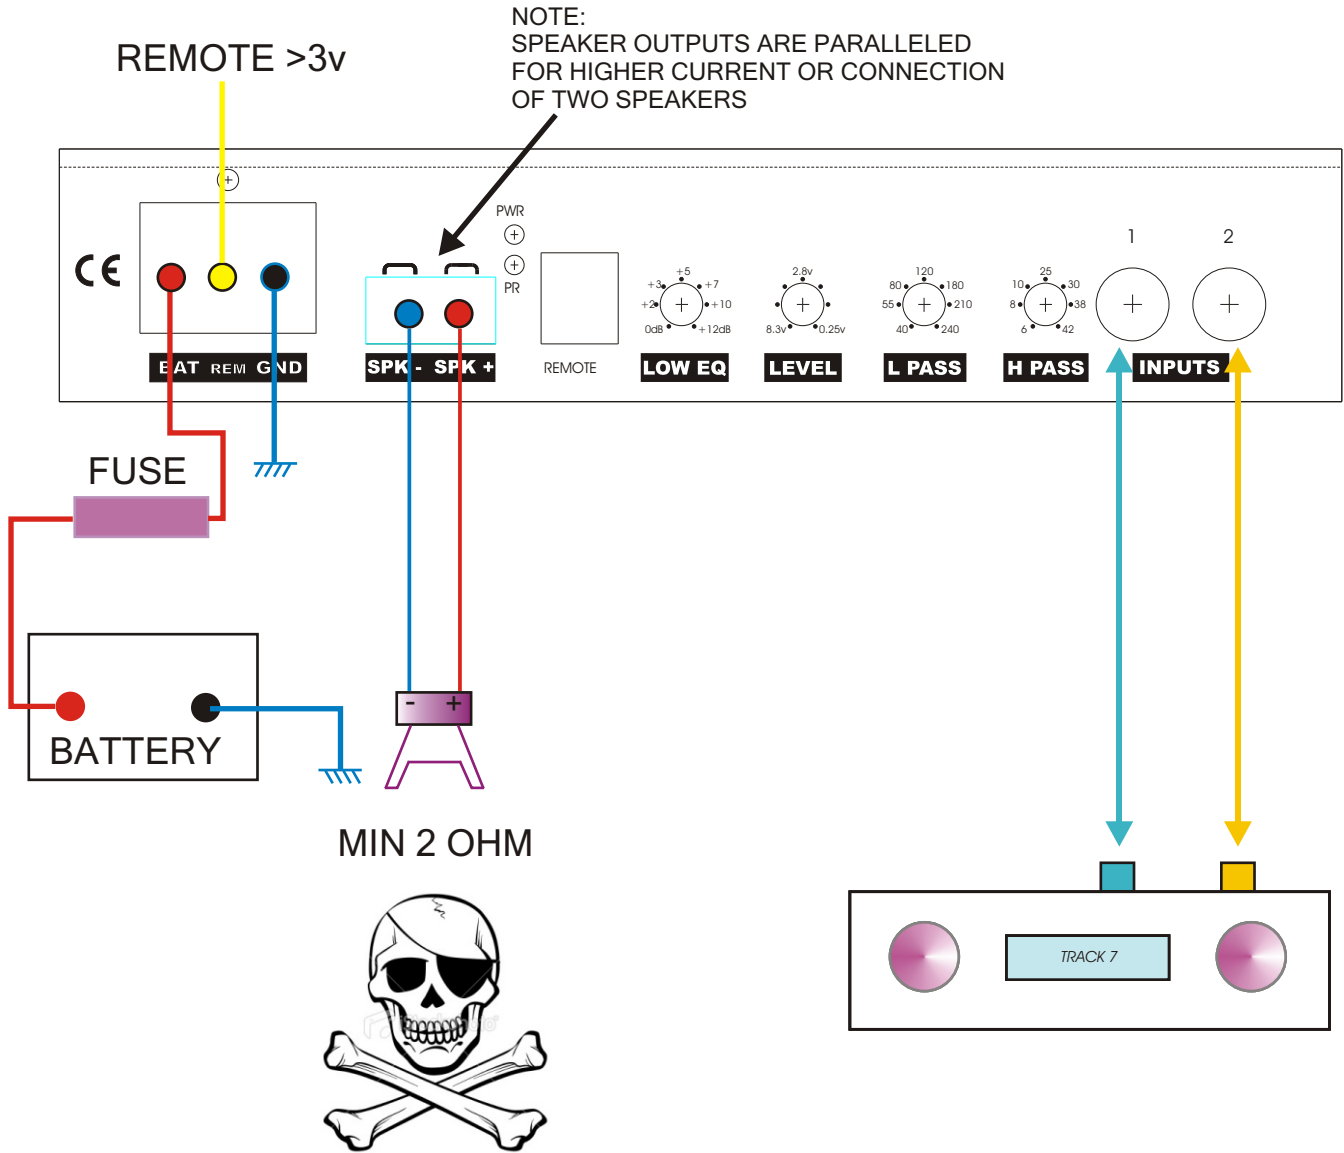 NOTE:
SPEAKER OUTPUTS ARE PARALLELED
FOR HIGHER CURRENT OR CONNECTION
OF TWO SPEAKERS
REMOTE >3v
CE
BAT REM GND
SPK - SPK +
PWR
PR
REMOTE
+5
+3 +7
+2 +10
0dB +12dB
LOW EQ
2.8v
8.3v 0.25v
LEVEL
120
80 180
55 210
40 240
L PASS
25
10 30
8 38
6 42
H PASS
1 2
INPUTS
FUSE
BATTERY
- +
MIN 2 OHM
TRACK 7